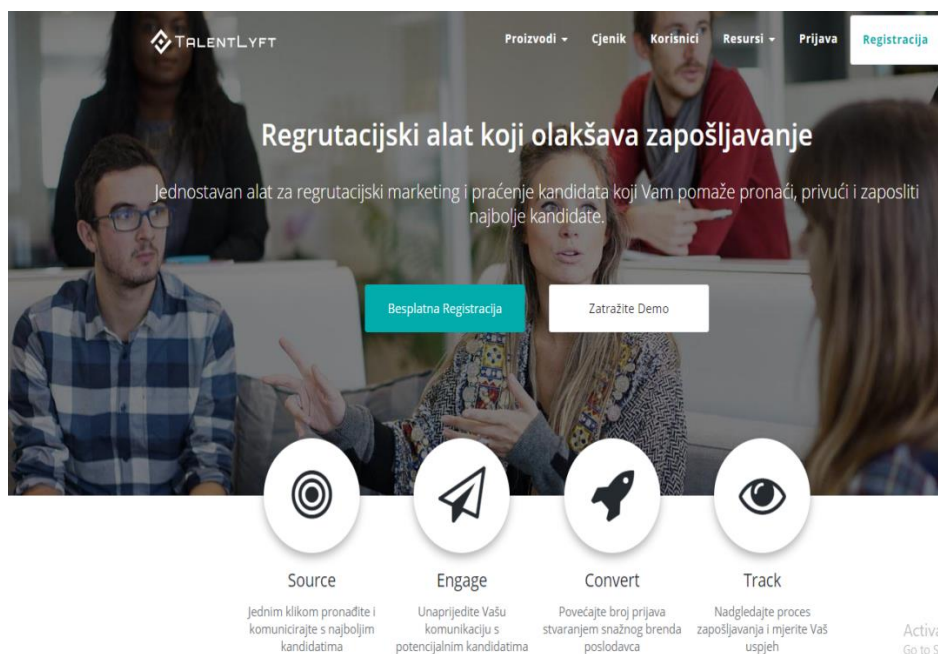 TALENTLYFT
Proizvodi Cjenik Korisnici Resursi Prijava Registracija
Regrutacijski alat koji olakšava zapošljavanje
Jednostavan alat za regrutacijski marketing i praćenje kandidata koji Vam pomaže pronaći, privući i zaposliti
najbolje kandidate.
Besplatna Registracija Zatražite Demo
Source Engage Convert Track
Jednim klikom pronađite i
komunicirajte s najboljim
kandidatima
Unaprijedite Vašu
komunikaciju s
potencijalnim kandidatima
Povećajte broj prijava
stvaranjem snažnog brenda
poslodavca
Nadgledajte proces
zapošljavanja i mjerite Vaš
uspjeh
Go to